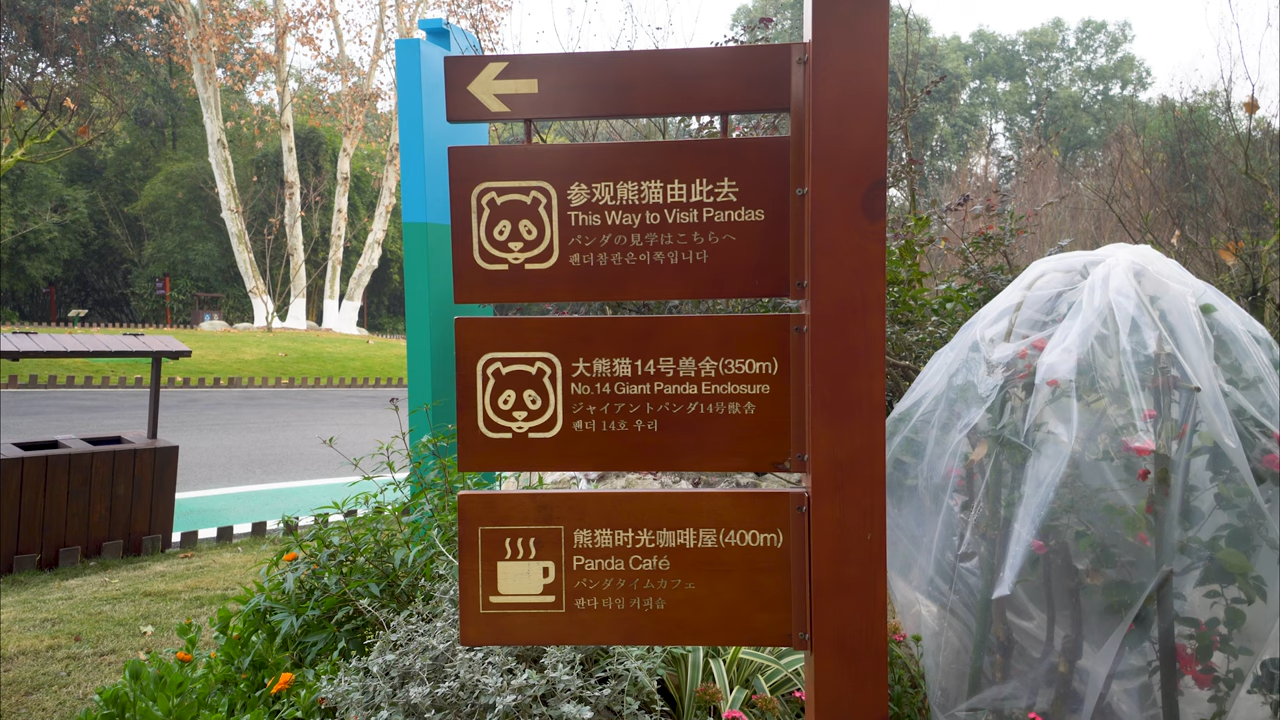 参观熊猫由此去
This Way to Visit Pandas
パンダの見学はこちらへ
팬더참관은이쪽입니다
大熊猫14号兽舍(350m)
No.14 Giant Panda Enclosure
ジャイアントパンダ14号獣舍
팬더 14호 우리
熊猫时光咖啡屋(400m)
Panda Café
パンダタイムカフェ
판다 타임 커피숍